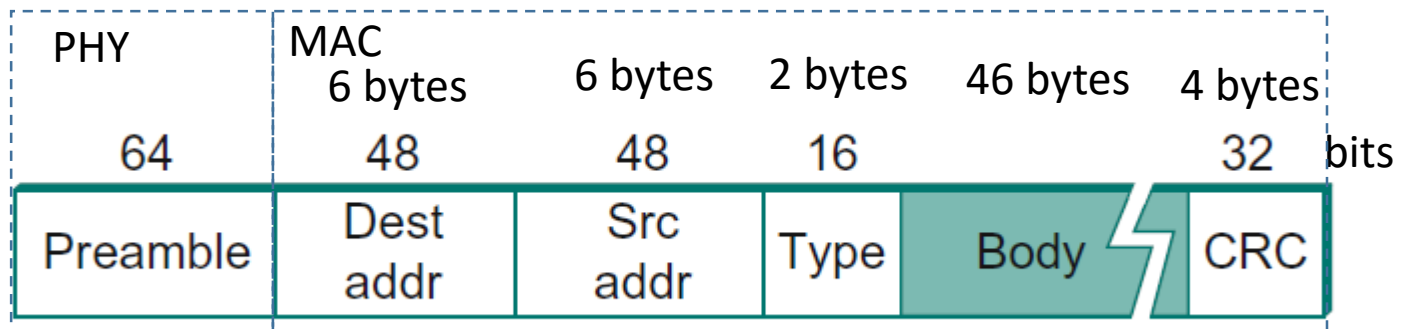 PHY MAC
6 bytes 6 bytes 2 bytes 46 bytes 4 bytes
64 48 48 16 32 bits
Preamble Dest addr Src addr Type Body CRC